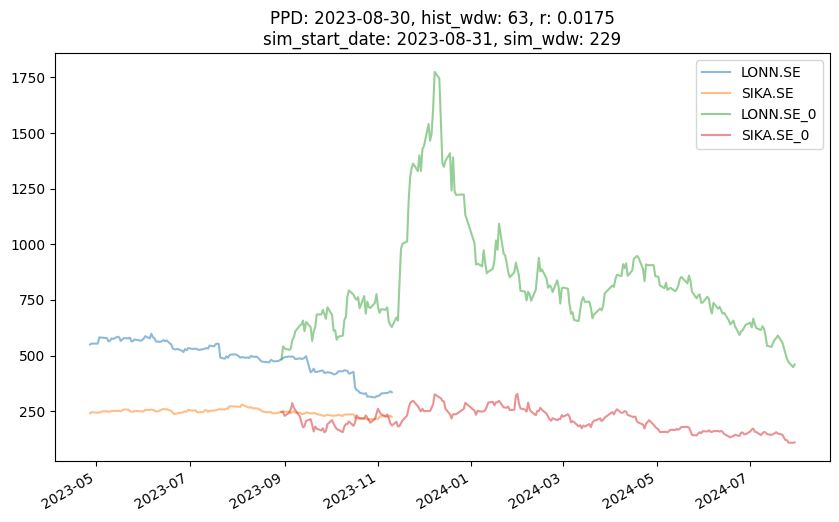 PPD: 2023-08-30, hist_wdw: 63, r: 0.0175
sim_start_date: 2023-08-31, sim_wdw: 229
LONN.SE
SIKA.SE
LONN.SE_0
SIKA.SE_0
1750
1500
1250
1000
750
500
250
2023-05
2023-07
2023-09
2023-11
2024-01
2024-03
2024-05
2024-07